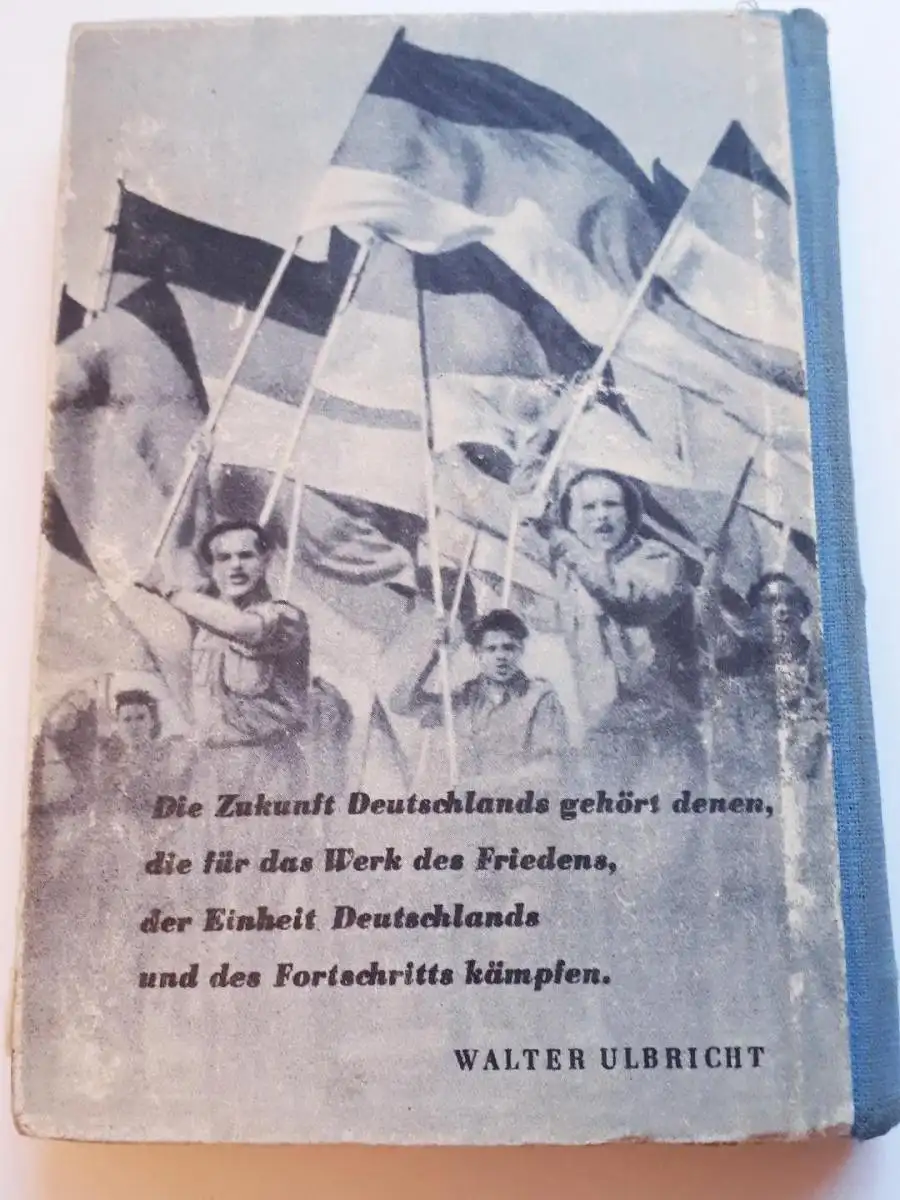 Die Zukunft Deutschlands gehört denen,
die für das Werk des Friedens,
der Einheit Deutschlands
und des Fortschritts kämpfen.
WALTER ULBRICHT